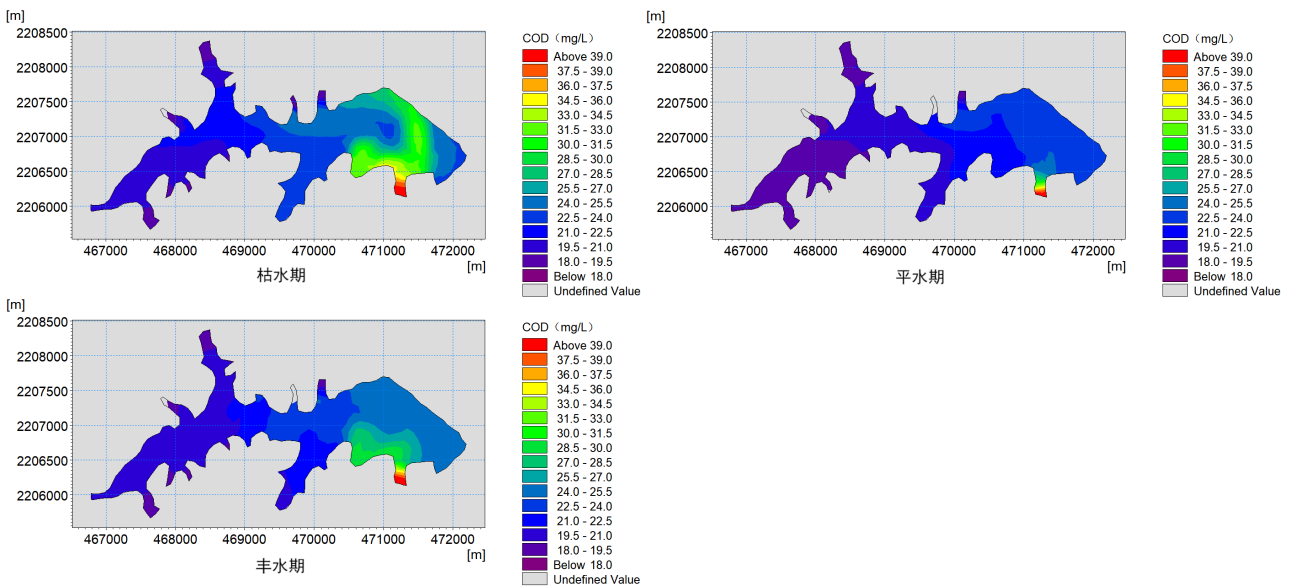 [m]
2208500
2208000
2207500
2207000
2206500
2206000
467000 468000 469000 470000 471000 472000
[m]
枯水期
COD（mg/L）
Above 39.0
37.5 - 39.0
36.0 - 37.5
34.5 - 36.0
33.0 - 34.5
31.5 - 33.0
30.0 - 31.5
28.5 - 30.0
27.0 - 28.5
25.5 - 27.0
24.0 - 25.5
22.5 - 24.0
21.0 - 22.5
19.5 - 21.0
18.0 - 19.5
Below 18.0
Undefined Value
[m]
2208500
2208000
2207500
2207000
2206500
2206000
467000 468000 469000 470000 471000 472000
[m]
平水期
COD（mg/L）
Above 39.0
37.5 - 39.0
36.0 - 37.5
34.5 - 36.0
33.0 - 34.5
31.5 - 33.0
30.0 - 31.5
28.5 - 30.0
27.0 - 28.5
25.5 - 27.0
24.0 - 25.5
22.5 - 24.0
21.0 - 22.5
19.5 - 21.0
18.0 - 19.5
Below 18.0
Undefined Value
[m]
2208500
2208000
2207500
2207000
2206500
2206000
467000 468000 469000 470000 471000 472000
[m]
丰水期
COD（mg/L）
Above 39.0
37.5 - 39.0
36.0 - 37.5
34.5 - 36.0
33.0 - 34.5
31.5 - 33.0
30.0 - 31.5
28.5 - 30.0
27.0 - 28.5
25.5 - 27.0
24.0 - 25.5
22.5 - 24.0
21.0 - 22.5
19.5 - 21.0
18.0 - 19.5
Below 18.0
Undefined Value